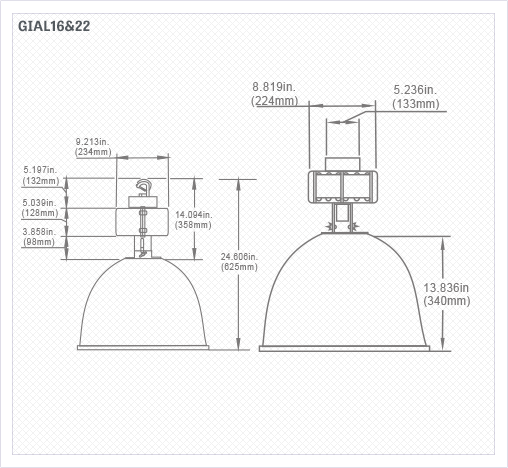 GIAL16&22
8.819in.
(224mm)
5.236in.
(133mm)
9.213in.
(234mm)
5.197in.
(132mm)
5.039in.
(128mm)
3.858in.
(98mm)
14.094in.
(358mm)
24.606in.
(625mm)
13.836in
(340mm)